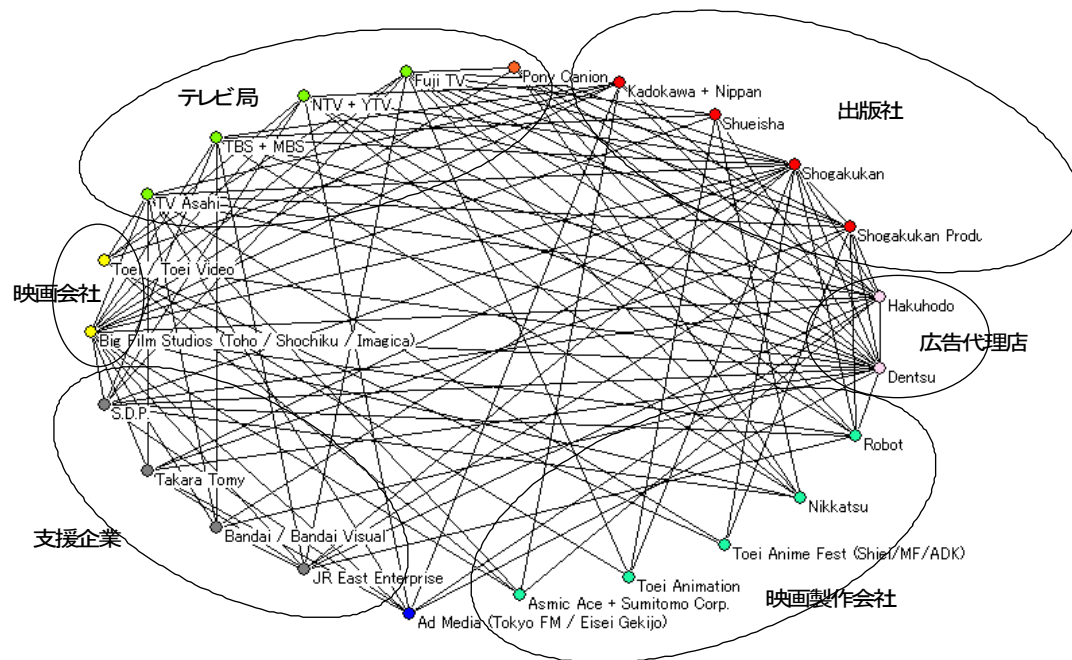 テレビ局
Fuji TV
Pony Canion
NTV + YTV
Kadokawa + Nippan
出版社
Shueisha
TBS + MBS
Shogakukan
TV Asahi
Shogakukan Produ
映画会社
Toei / Toei Video
Hakuhodo
Big Film Studios (Toho / Shochiku / Imagica)
広告代理店
Dentsu
S.D.P.
Robot
Takara Tomy
Nikkatsu
支援企業
Bandai / Bandai Visual
Toei Anime Fest (Shiel/MF/ADK)
JR East Enterprise
Toei Animation
映画製作会社
Asmic Ace + Sumitomo Corp.
Ad Media (Tokyo FM / Eisei Gekijo)